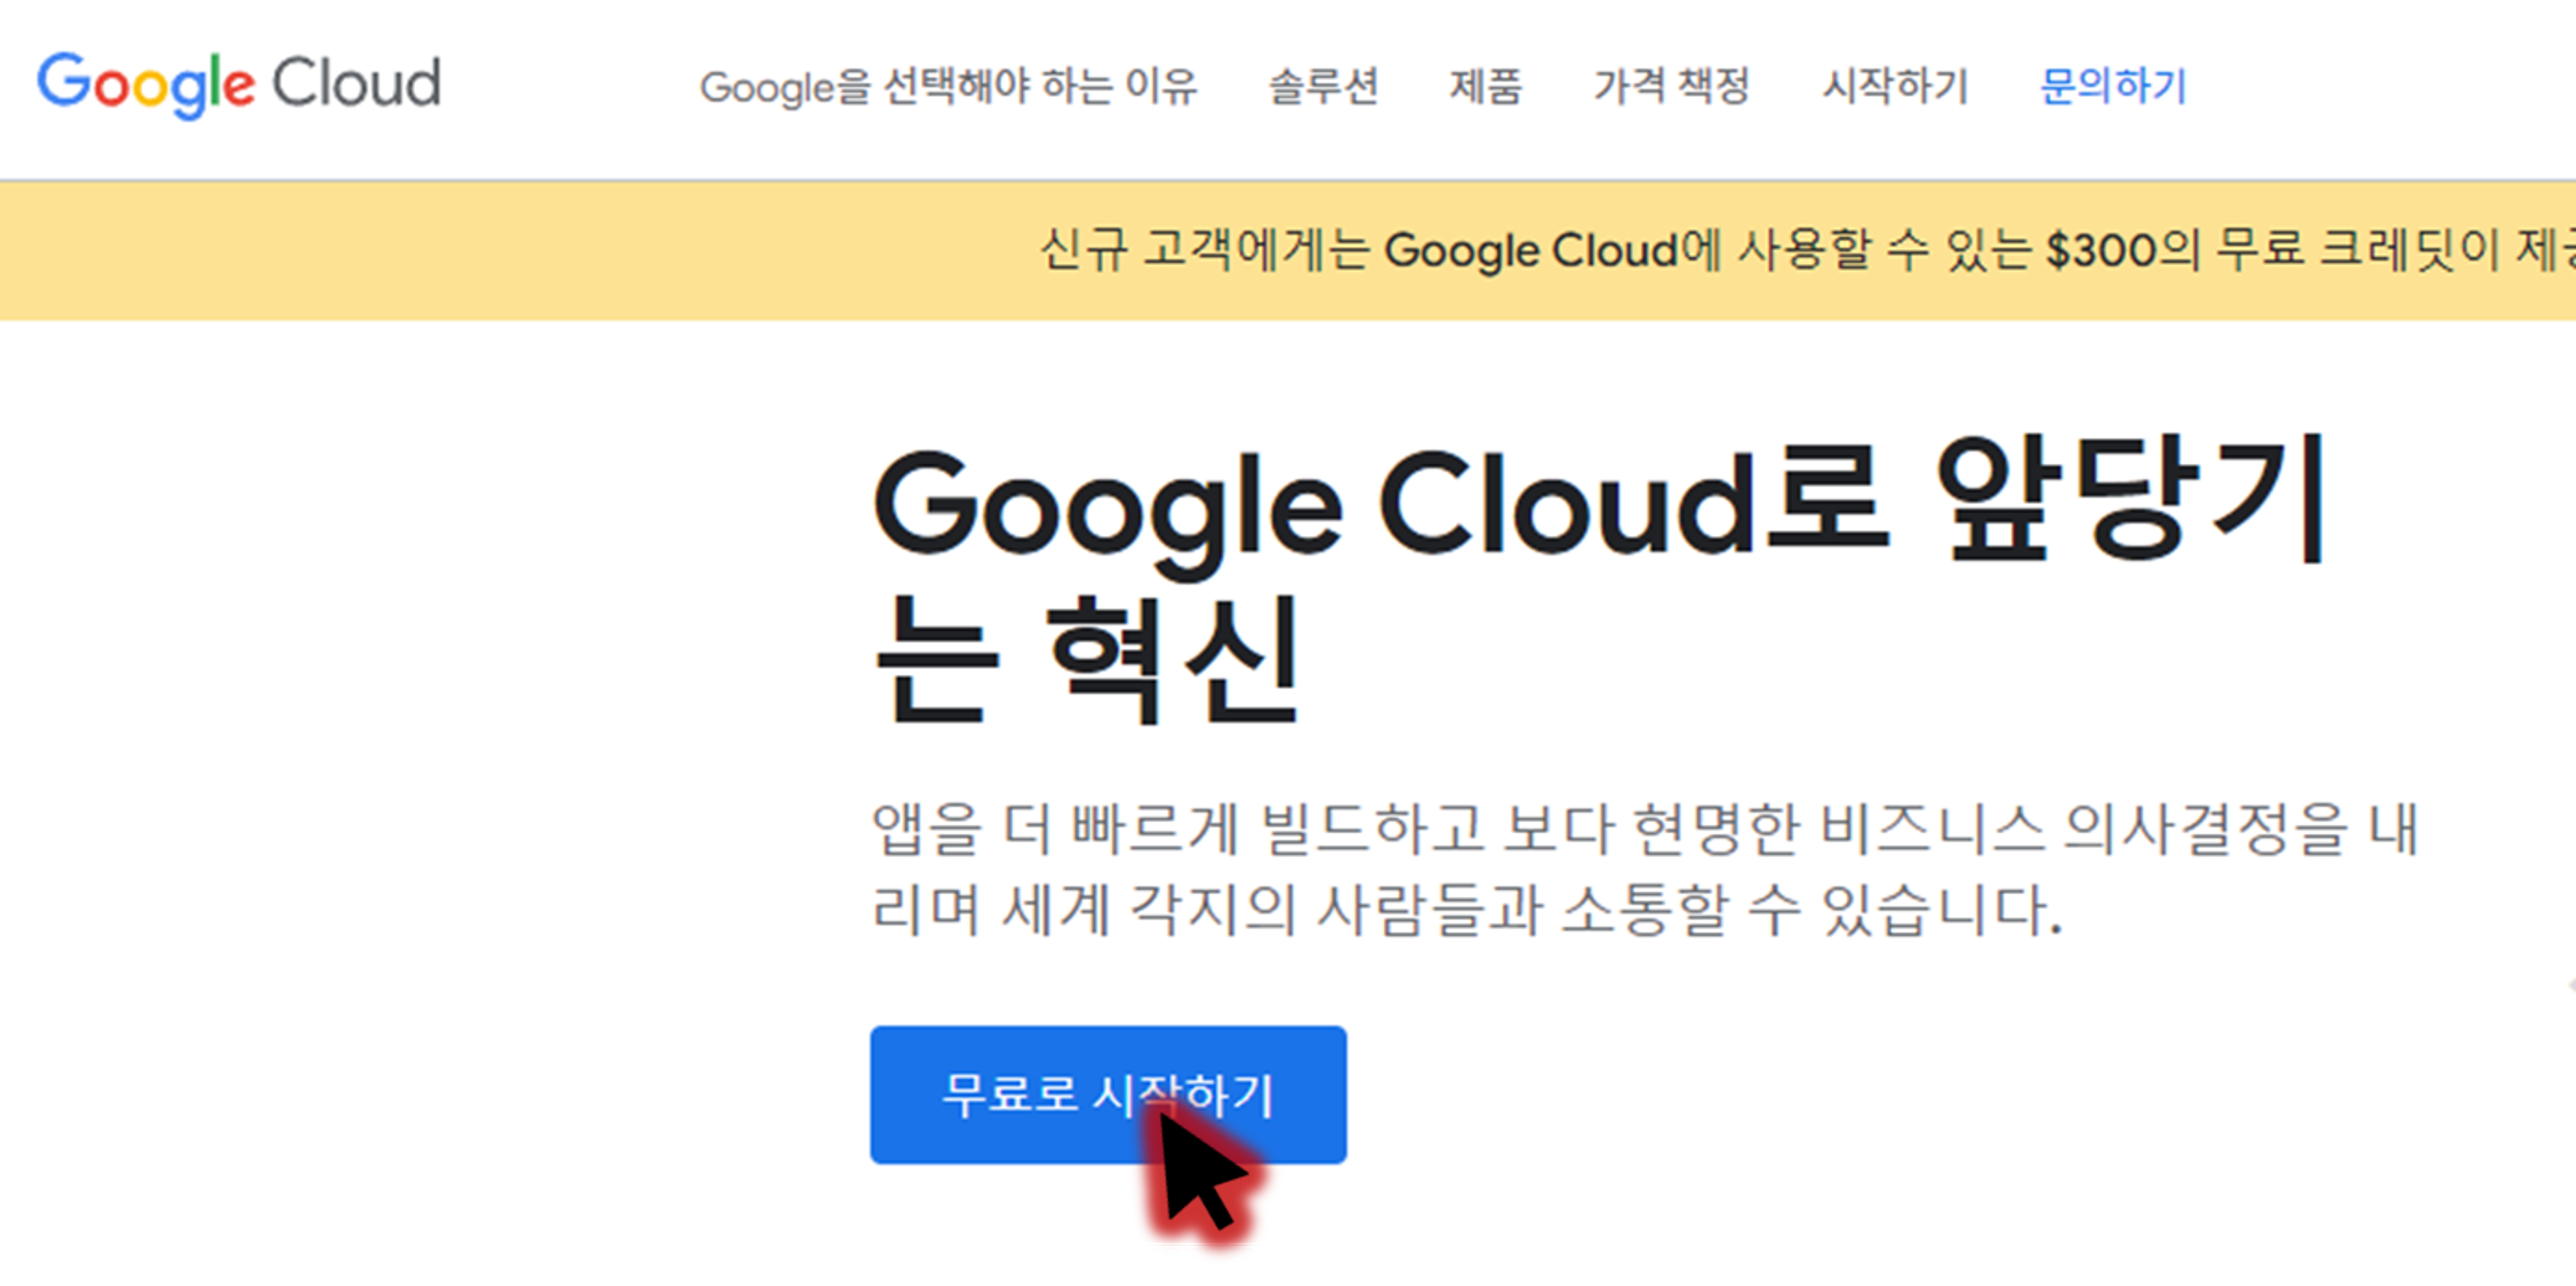 Google Cloud
Google을 선택해야 하는 이유 솔루션 제품 가격 책정 시작하기 문의하기
신규 고객에게는 Google Cloud에 사용할 수 있는 $300의 무료 크레딧이
Google Cloud로 앞당기
는 혁신
앱을 더 빠르게 빌드하고 보다 현명한 비즈니스 의사결정을 내
리며 세계 각지의 사람들과 소통할 수 있습니다.
무료로 시작하기